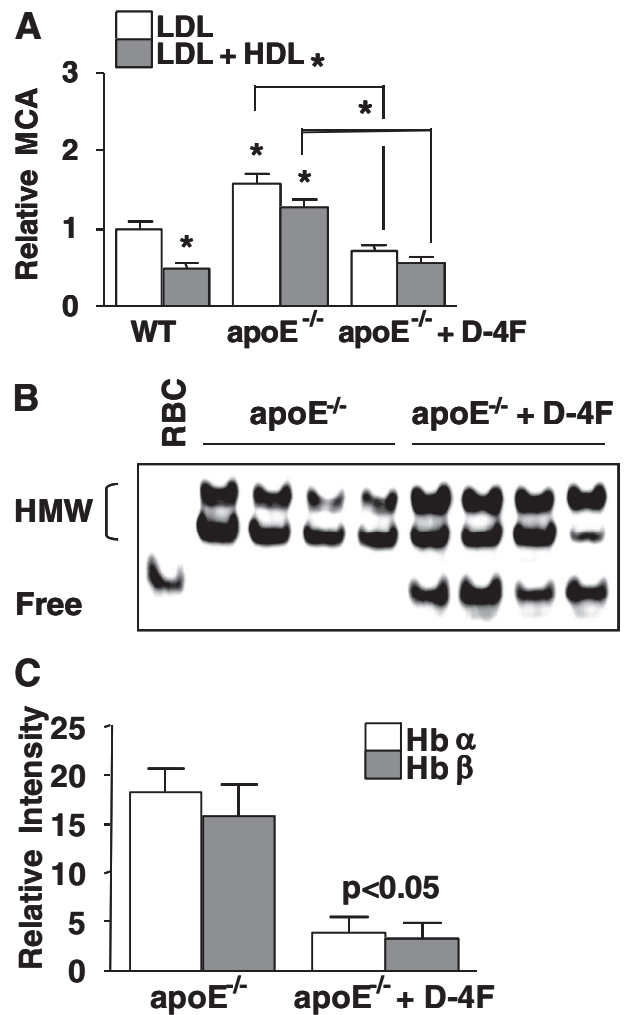 A
LDL
LDL + HDL
*
3
*
2
*
*
*
1
0
Relative MCA
WT
apoE-/-
apoE-/- + D-4F
B
RBC
apoE-/-
apoE-/- + D-4F
HMW
Free
C
25
Hb α
Hb β
20
15
10
p<0.05
5
0
Relative Intensity
apoE-/-
apoE-/- + D-4F